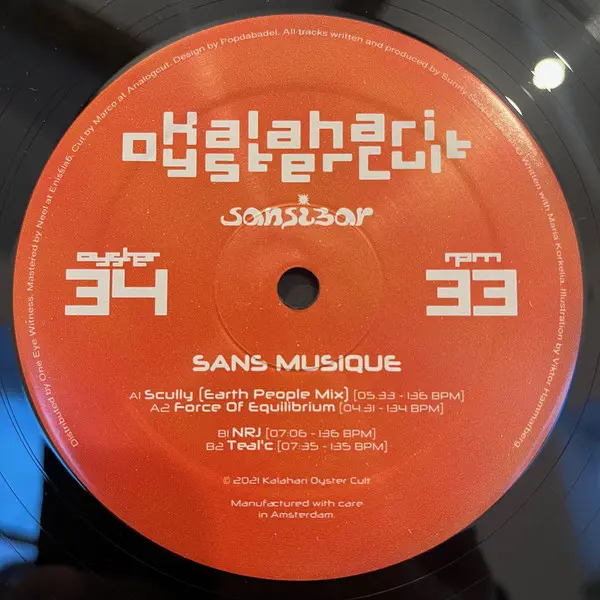 Kalahari
OysterCult
sansizar
oyster
34
rpm
33
SANS MUSIQUE
A1 Scully (Earth People Mix) [05:33 - 136 BPM]
A2 Force Of Equilibrium [04:31 - 134 BPM]
B1 NRJ [07:06 - 136 BPM]
B2 Teal'c [07:35 - 135 BPM]
© 2021 Kalahari Oyster Cult
Manufactured with care
in Amsterdam.
Distributed by One Eye Witness. Mastered by Neel at Enisslab. Cut by Marco at Analogcut. Design by Popdabadel. All tracks written and produced by Sunny
Written with Maria Korkeila. Illustration by Viktor Hammarberg